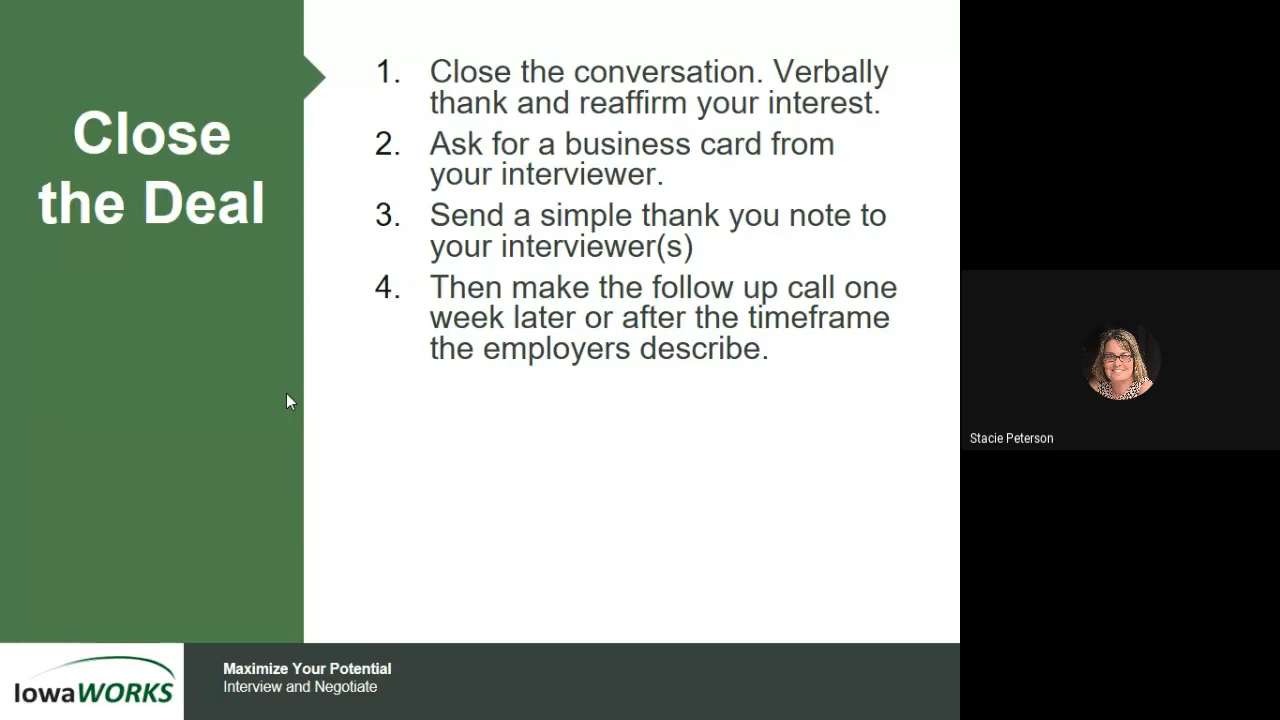 Close
the Deal
1. Close the conversation. Verbally
thank and reaffirm your interest.
2. Ask for a business card from
your interviewer.
3. Send a simple thank you note to
your interviewer(s)
4. Then make the follow up call one
week later or after the timeframe
the employers describe.
Stacie Peterson
IowaWORKS
Maximize Your Potential
Interview and Negotiate